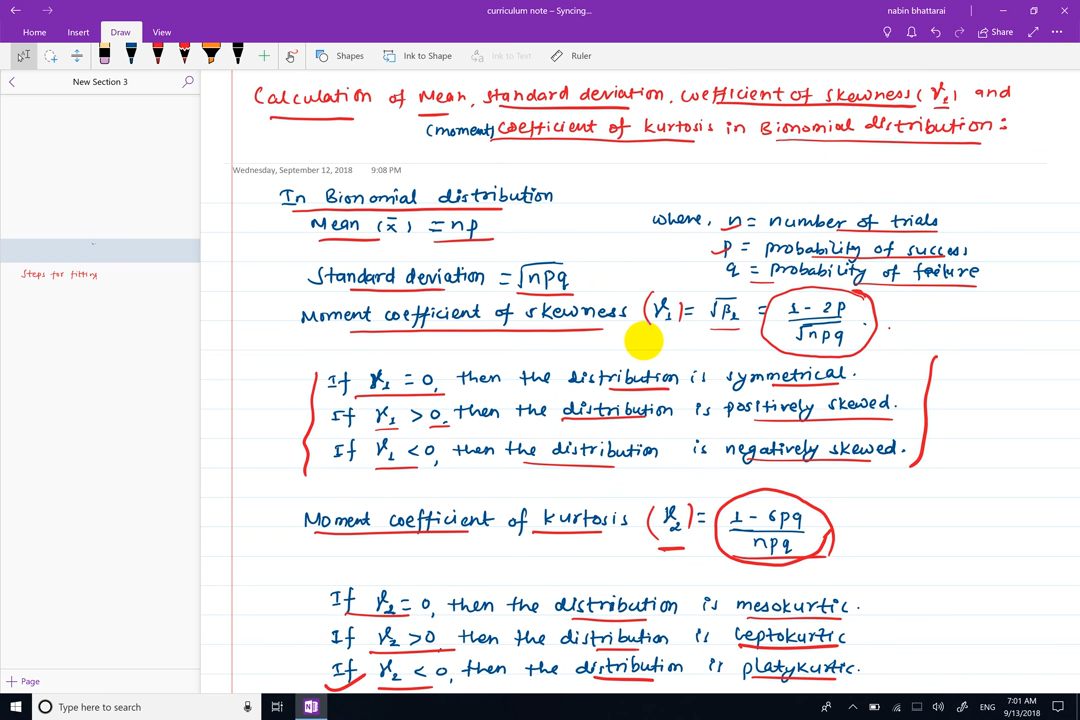 curriculum note - Syncing...
nabin bhattarai
Home Insert Draw View
Share
Shapes Ink to Shape Ink to Text Ruler
New Section 3
Calculation of Mean, standard deviation, coefficient of skewness (γ₁) and
(moment) coefficient of kurtosis in Bionomial distribution:
Wednesday, September 12, 2018 9:08 PM
In Bionomial distribution
Mean (x̄) = np
where, n = number of trials
p = probability of success
q = probability of failure
Steps for fitting
Standard deviation = √npq
Moment coefficient of skewness (γ₁) = √β₁ = 1 - 2p / √npq .
If γ₁ = 0, then the distribution is symmetrical.
If γ₁ > 0, then the distribution is positively skewed.
If γ₁ < 0, then the distribution is negatively skewed.
Moment coefficient of kurtosis (γ₂) = 1 - 6pq / npq
If γ₂ = 0, then the distribution is mesokurtic.
If γ₂ > 0, then the distribution is leptokurtic
If γ₂ < 0, then the distribution is platykurtic.
+ Page
Type here to search
ENG
7:01 AM
9/13/2018